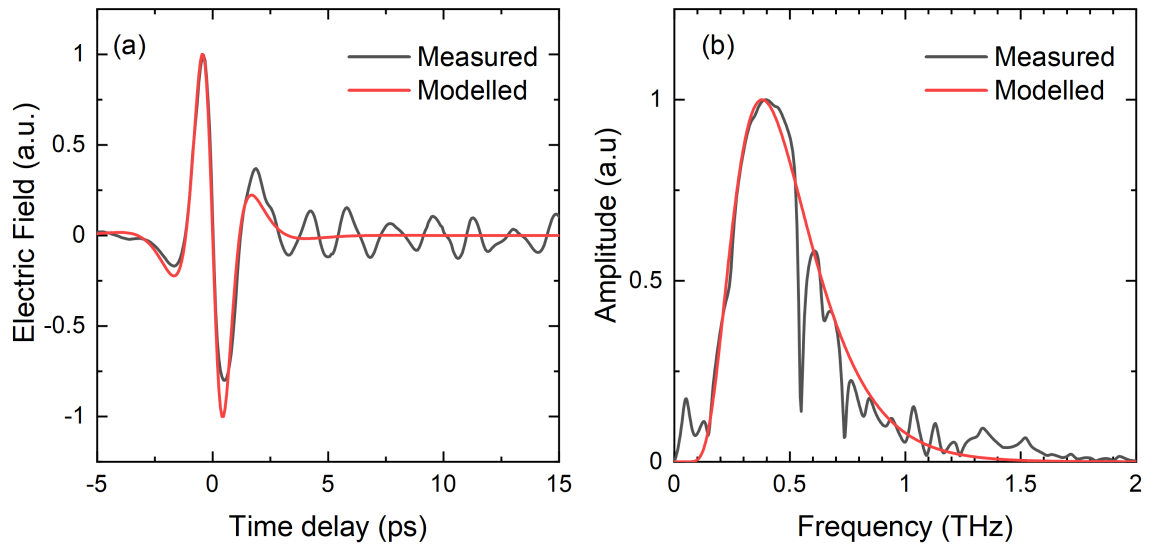 (a)
Measured
Modelled
Electric Field (a.u.)
1
0.5
0
-0.5
-1
-5
0
5
10
15
Time delay (ps)
(b)
Measured
Modelled
Amplitude (a.u)
1
0.5
0
0
0.5
1
1.5
2
Frequency (THz)